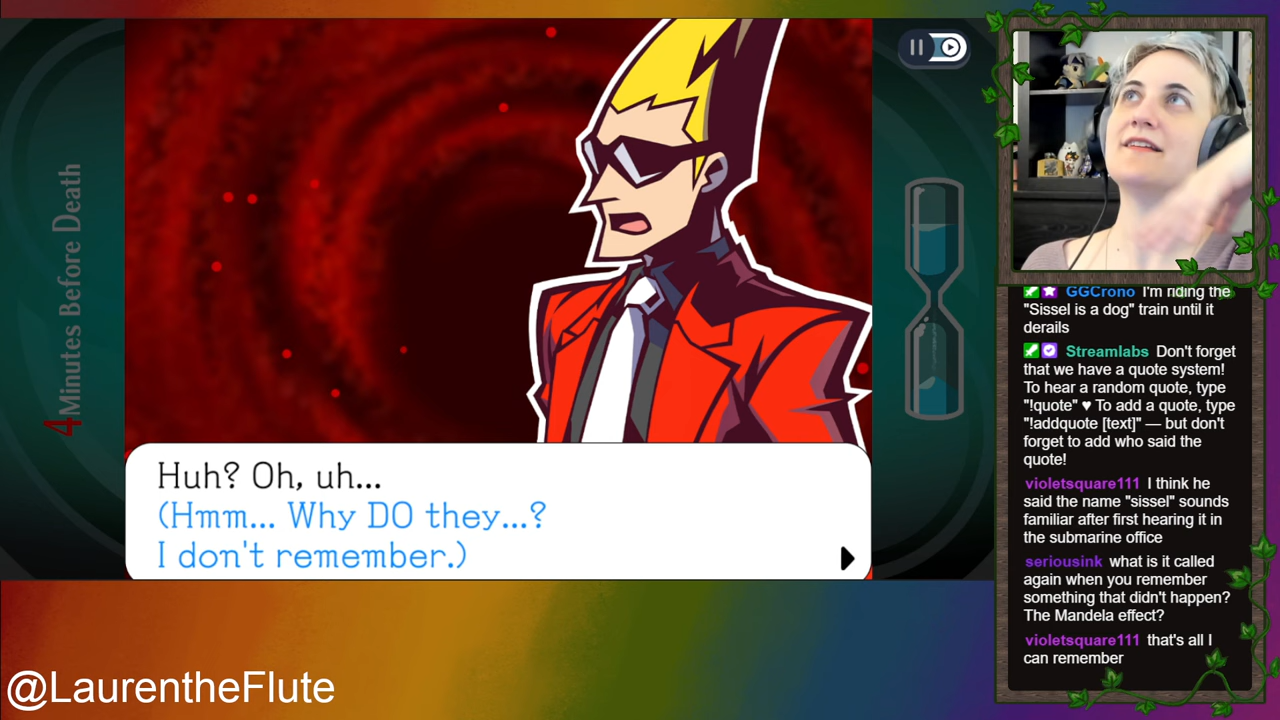 4 Minutes Before Death
Huh? Oh, uh...
(Hmm... Why DO they...?
I don't remember.)
@LaurentheFlute
GGCrono I'm riding the
"Sissel is a dog" train until it
derails
Streamlabs Don't forget
that we have a quote system!
To hear a random quote, type
"!quote" ♥ To add a quote, type
"!addquote [text]" — but don't
forget to add who said the
quote!
violetsquare111 I think he
said the name "sissel" sounds
familiar after first hearing it in
the submarine office
seriousink what is it called
again when you remember
something that didn't happen?
The Mandela effect?
violetsquare111 that's all I
can remember